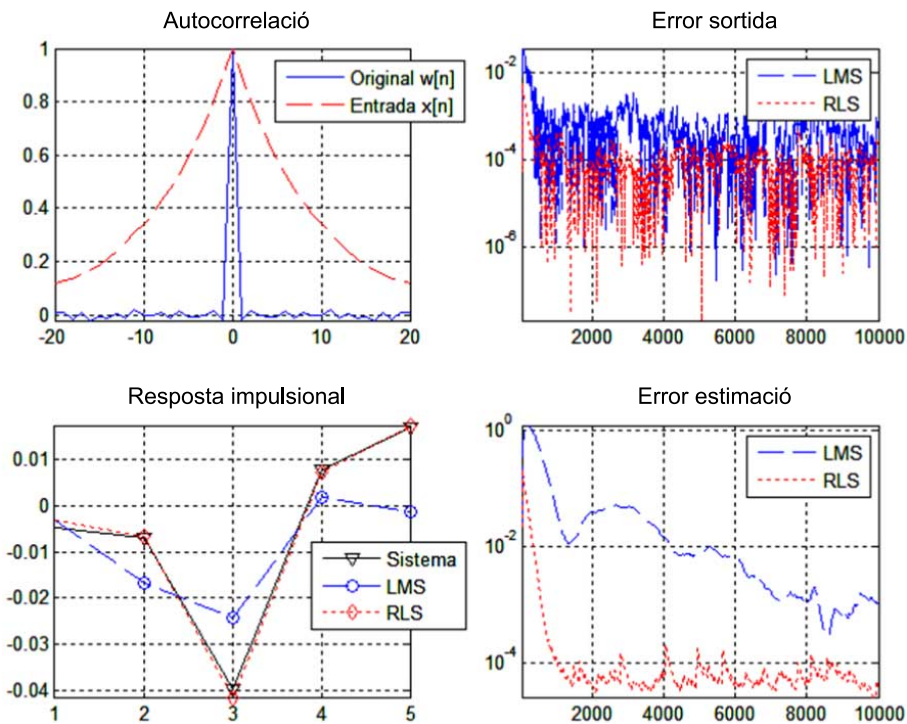 Autocorrelació
1
0.8
0.6
0.4
0.2
0
-20
-10
0
10
20
Original w[n]
Entrada x[n]
Error sortida
10-2
10-4
10-6
2000
4000
6000
8000
10000
LMS
RLS
Resposta impulsional
0.01
0
-0.01
-0.02
-0.03
-0.04
1
2
3
4
5
Sistema
LMS
RLS
Error estimació
100
10-2
10-4
2000
4000
6000
8000
10000
LMS
RLS